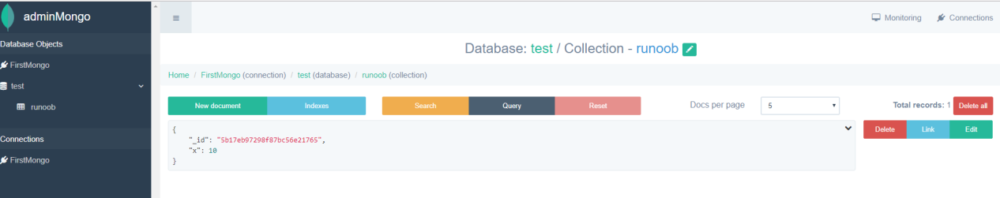 adminMongo
Database Objects
FirstMongo
test
runoob
Connections
FirstMongo
Monitoring
Connections
Database: test / Collection - runoob
Home / FirstMongo (connection) / test (database) / runoob (collection)
New document
Indexes
Search
Query
Reset
Docs per page
5
Total records: 1
Delete all
{
"_id": "5b17eb97298f87bc56e21765",
"x": 10
}
Delete
Link
Edit